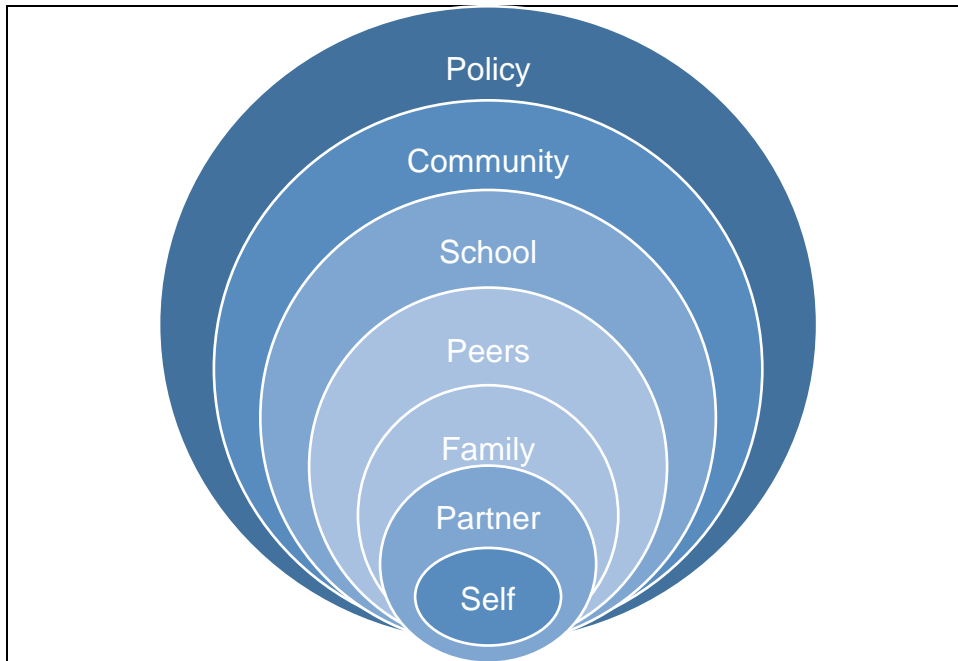 Policy
Community
School
Peers
Family
Partner
Self